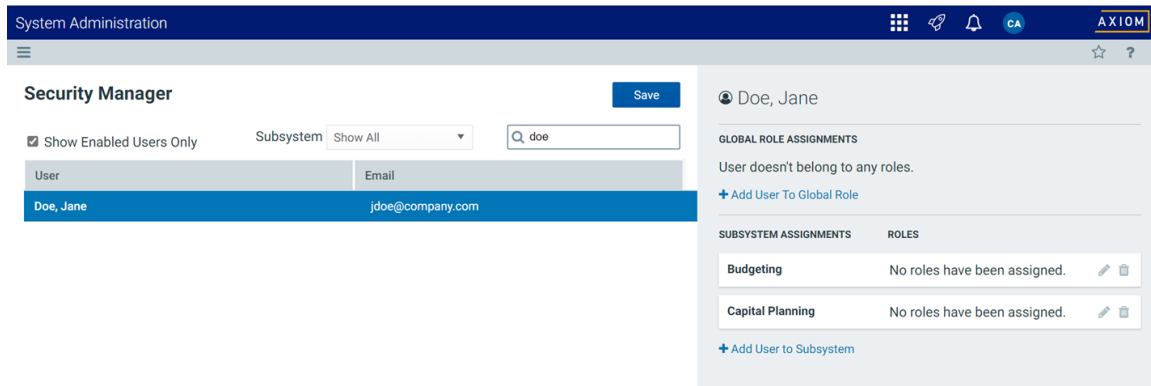 System Administration
CA
AXIOM
?
Security Manager
Save
Show Enabled Users Only
Subsystem
Show All
doe
User
Email
Doe, Jane
jdoe@company.com
Doe, Jane
GLOBAL ROLE ASSIGNMENTS
User doesn't belong to any roles.
+ Add User To Global Role
SUBSYSTEM ASSIGNMENTS
ROLES
Budgeting
No roles have been assigned.
Capital Planning
No roles have been assigned.
+ Add User to Subsystem